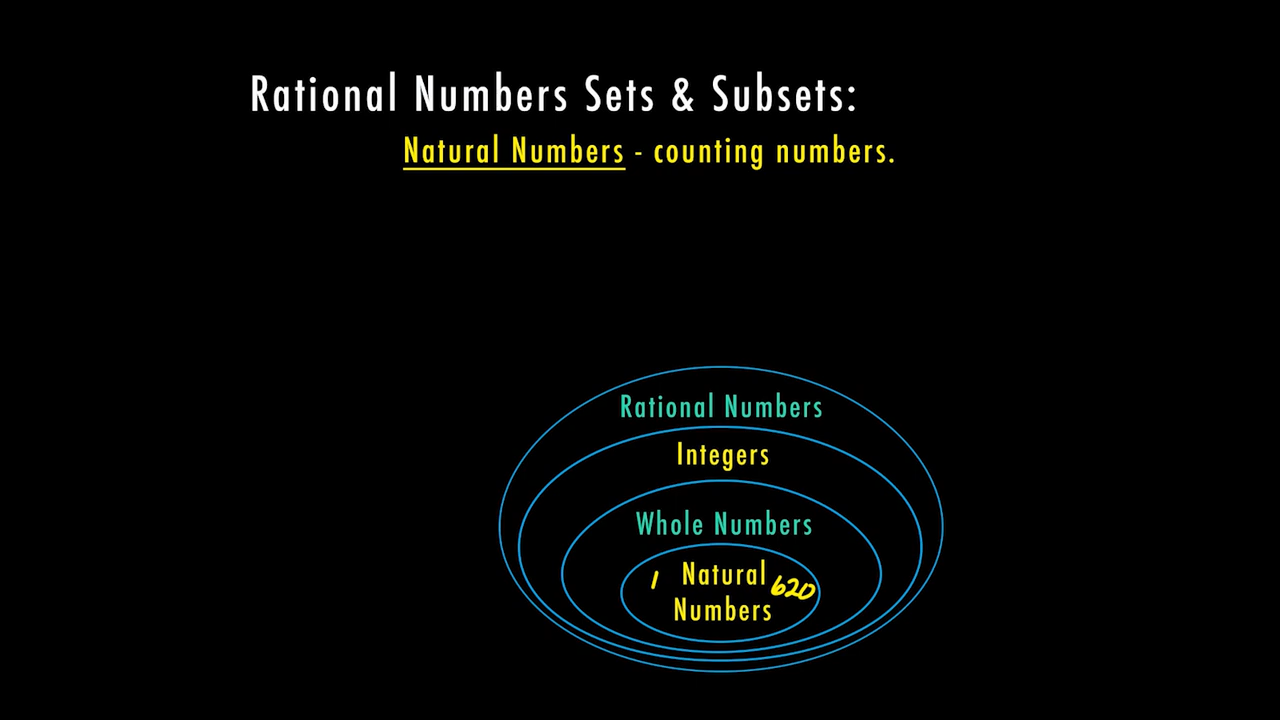 Rational Numbers Sets & Subsets:
Natural Numbers - counting numbers.
Rational Numbers
Integers
Whole Numbers
1 Natural 620
Numbers